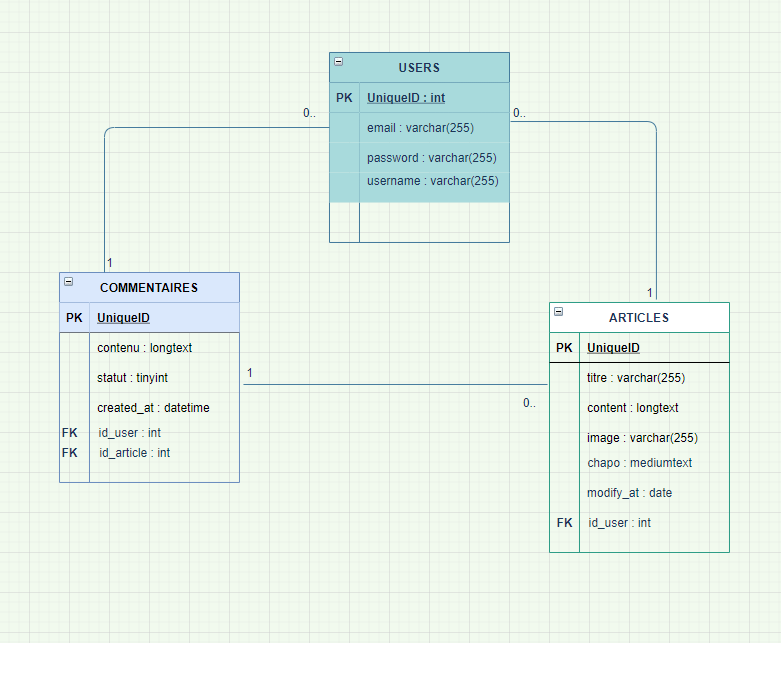 USERS
PK UniqueID : int
email : varchar(255)
password : varchar(255)
username : varchar(255)
0..
0..
1
1
COMMENTAIRES
PK UniqueID
contenu : longtext
statut : tinyint
created_at : datetime
FK id_user : int
FK id_article : int
1
0..
ARTICLES
PK UniqueID
titre : varchar(255)
content : longtext
image : varchar(255)
chapo : mediumtext
modify_at : date
FK id_user : int